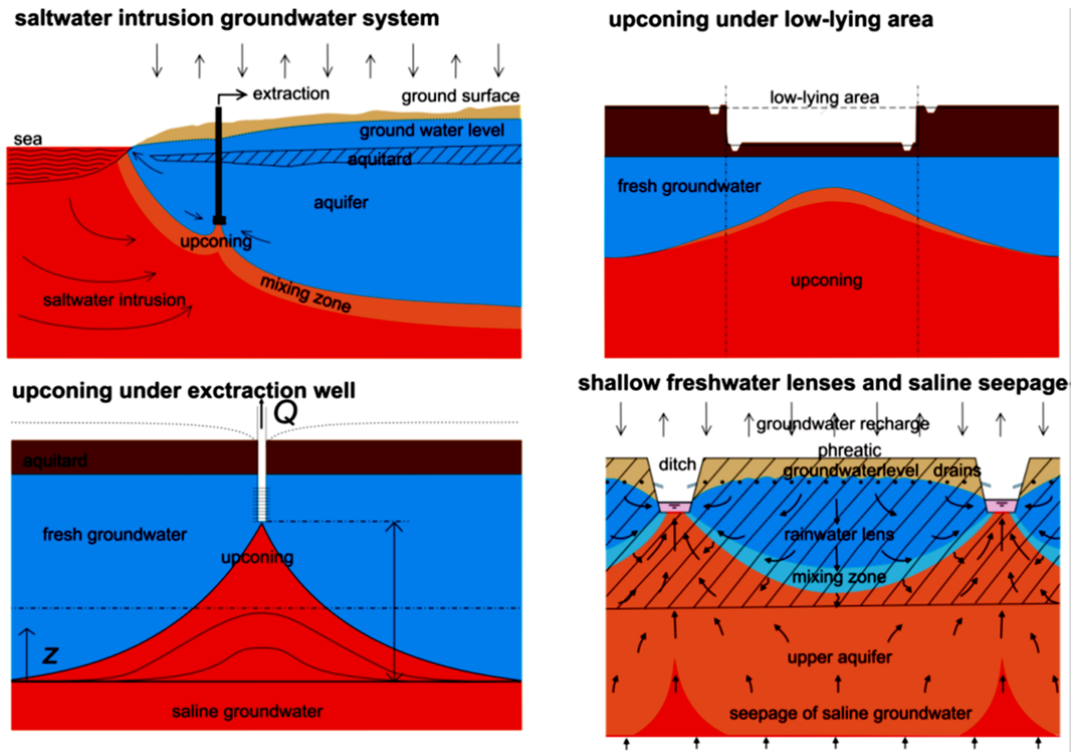 saltwater intrusion groundwater system
extraction
ground surface
sea
ground water level
aquitard
aquifer
upconing
mixing zone
saltwater intrusion
upconing under low-lying area
low-lying area
fresh groundwater
upconing
upconing under exctraction well
Q
aquitard
fresh groundwater
upconing
z
saline groundwater
shallow freshwater lenses and saline seepage
groundwater recharge
phreatic
ditch
groundwaterlevel
drains
rainwater lens
mixing zone
upper aquifer
seepage of saline groundwater